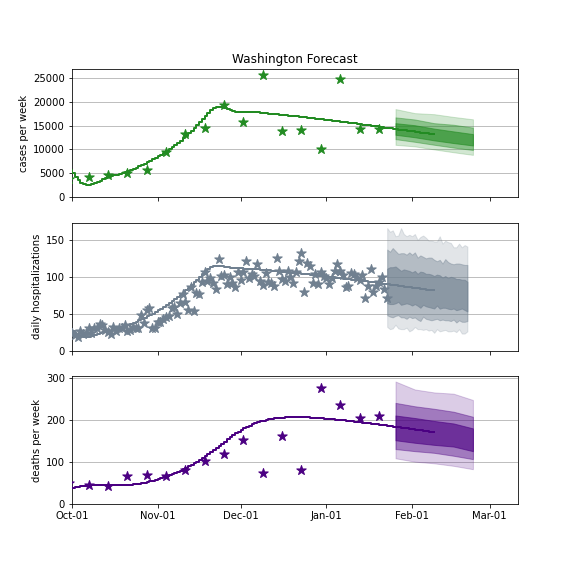 Washington Forecast
cases per week
25000
20000
15000
10000
5000
0
daily hospitalizations
150
100
50
0
deaths per week
300
200
100
0
Oct-01 Nov-01 Dec-01 Jan-01 Feb-01 Mar-01